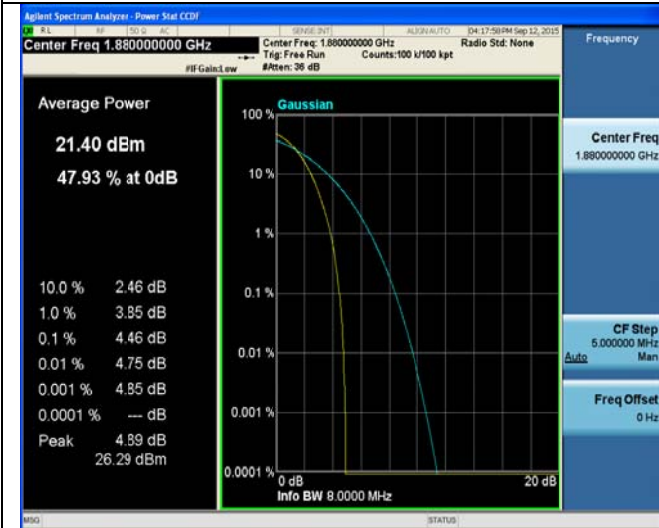 Agilent Spectrum Analyzer - Power Stat CCDF
RL RF 50 Ω AC SENSE:INT ALIGN AUTO 04:17:58 PM Sep 12, 2015
Center Freq 1.880000000 GHz
Center Freq: 1.880000000 GHz Radio Std: None
Trig: Free Run Counts:100 k/100 kpt
#IFGain:Low #Atten: 36 dB
Frequency
Average Power
21.40 dBm
47.93 % at 0dB
10.0 % 2.46 dB
1.0 % 3.85 dB
0.1 % 4.46 dB
0.01 % 4.75 dB
0.001 % 4.85 dB
0.0001 % --- dB
Peak 4.89 dB
26.29 dBm
Gaussian
100 %
10 %
1 %
0.1 %
0.01 %
0.001 %
0.0001 %
0 dB 20 dB
Info BW 8.0000 MHz
Center Freq
1.880000000 GHz
CF Step
5.000000 MHz
Auto Man
Freq Offset
0 Hz
MSG STATUS